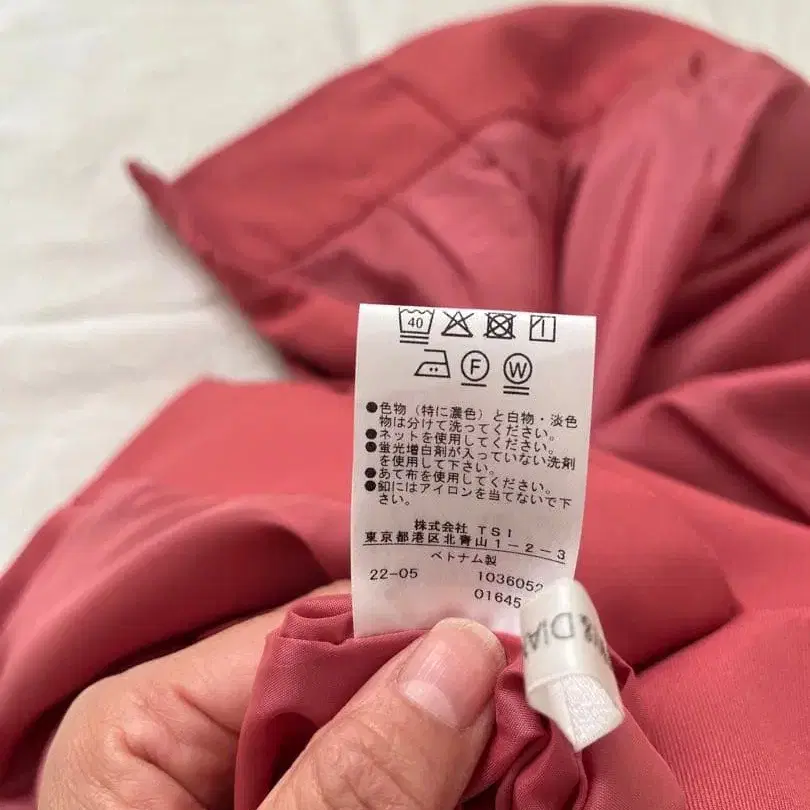 40
F W
●色物（特に濃色）と白物・淡色
物は分けて洗ってください。
●ネットを使用してください。
●蛍光増白剤が入っていない洗剤
を使用して下さい。
●あて布を使用してください。
●釦にはアイロンを当てないで下
さい。
株式会社 TSI
東京都港区北青山1-2-3
ベトナム製
22-05 1036052
01645
& DIA